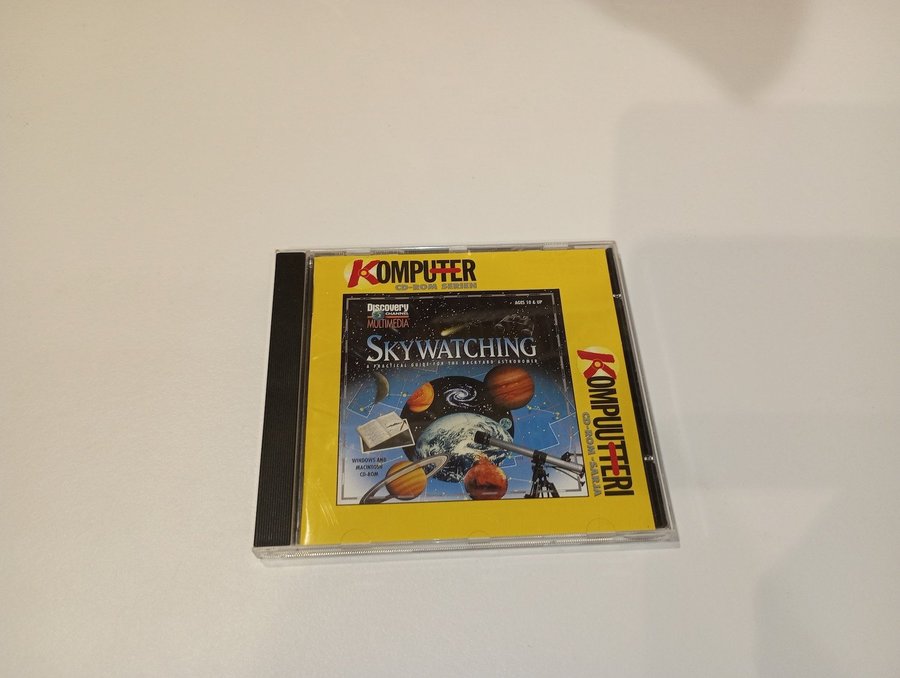 KOMPUTER
CD-ROM SERIEN
Discovery
CHANNEL
MULTIMEDIA
AGES 10 & UP
SKYWATCHING
A PRACTICAL GUIDE FOR THE BACKYARD ASTRONOMER
WINDOWS AND
MACINTOSH
CD-ROM
KOMPUUTTERI
CD-ROM -SARJA